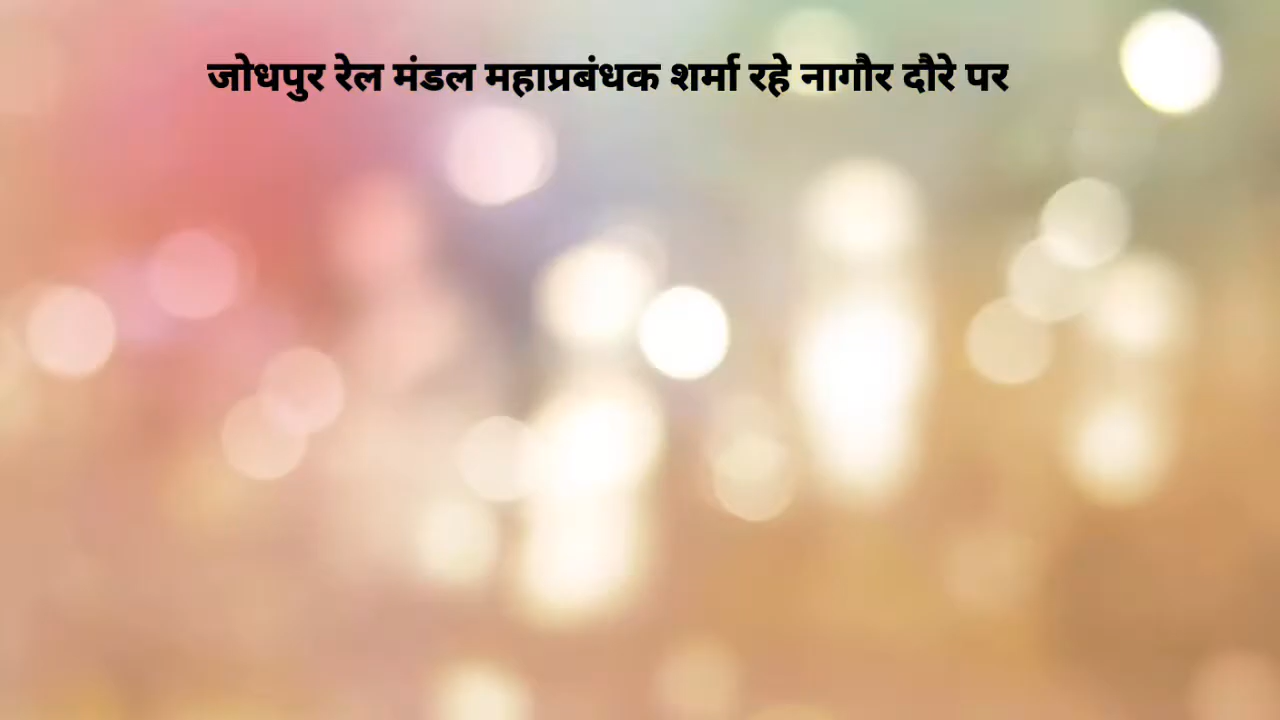 जोधपुर रेल मंडल महाप्रबंधक शर्मा रहे नागौर दौरे पर